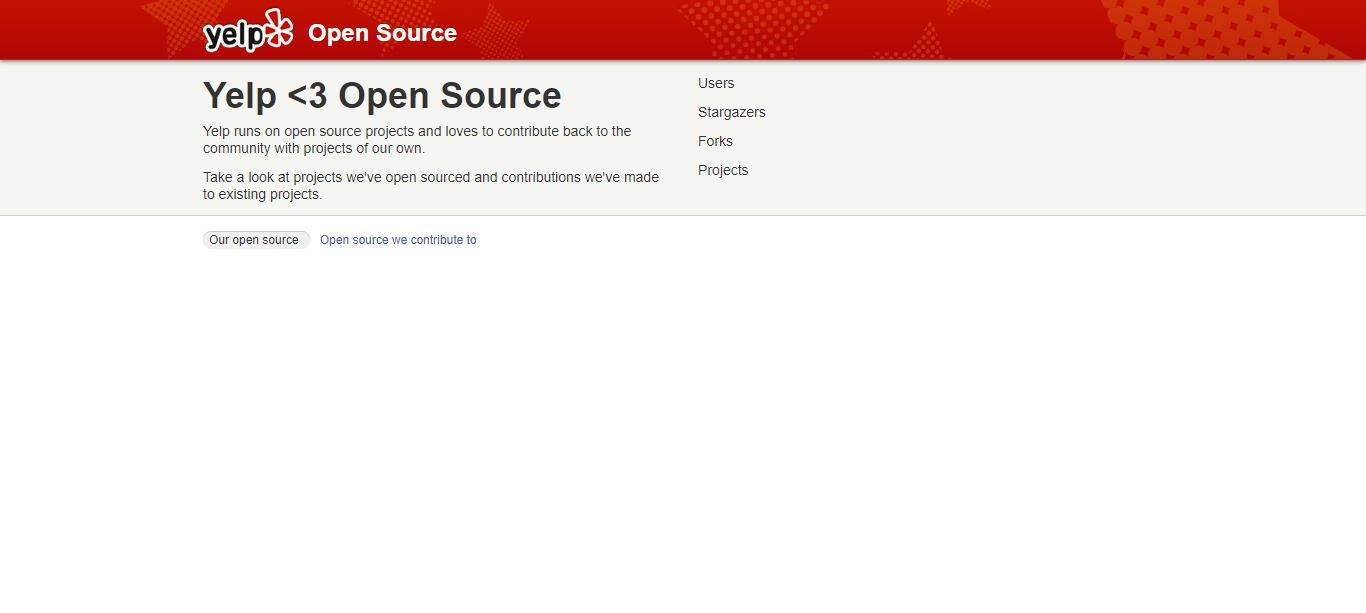 yelp Open Source
Yelp <3 Open Source
Yelp runs on open source projects and loves to contribute back to the
community with projects of our own.
Take a look at projects we've open sourced and contributions we've made
to existing projects.
Users
Stargazers
Forks
Projects
Our open source Open source we contribute to